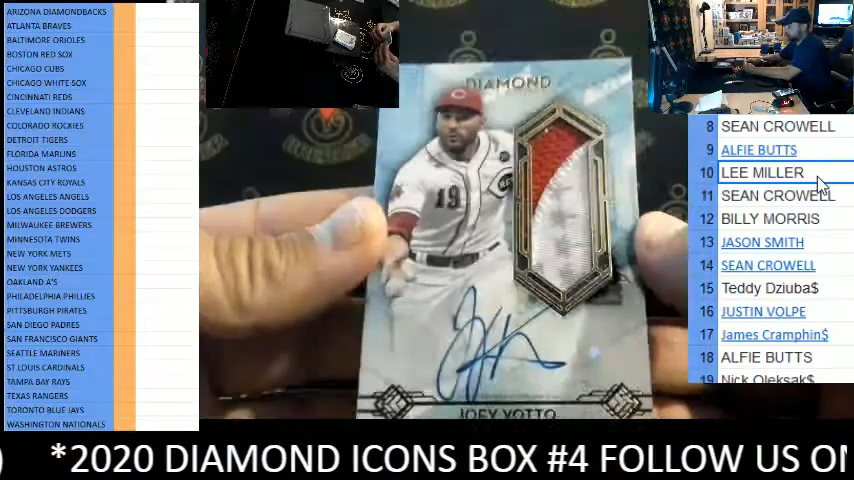 ARIZONA DIAMONDBACKS
ATLANTA BRAVES
BALTIMORE ORIOLES
BOSTON RED SOX
CHICAGO CUBS
CHICAGO WHITE SOX
CINCINNATI REDS
CLEVELAND INDIANS
COLORADO ROCKIES
DETROIT TIGERS
FLORIDA MARLINS
HOUSTON ASTROS
KANSAS CITY ROYALS
LOS ANGELES ANGELS
LOS ANGELES DODGERS
MILWAUKEE BREWERS
MINNESOTA TWINS
NEW YORK METS
NEW YORK YANKEES
OAKLAND A'S
PHILADELPHIA PHILLIES
PITTSBURGH PIRATES
SAN DIEGO PADRES
SAN FRANCISCO GIANTS
SEATTLE MARINERS
ST LOUIS CARDINALS
TAMPA BAY RAYS
TEXAS RANGERS
TORONTO BLUE JAYS
WASHINGTON NATIONALS
DIAMOND
19
JOEY VOTTO
8 SEAN CROWELL
9 ALFIE BUTTS
10 LEE MILLER
11 SEAN CROWELL
12 BILLY MORRIS
13 JASON SMITH
14 SEAN CROWELL
15 Teddy Dziuba$
16 JUSTIN VOLPE
17 James Cramphin$
18 ALFIE BUTTS
19 Nick Oleksak$
) *2020 DIAMOND ICONS BOX #4 FOLLOW US ON